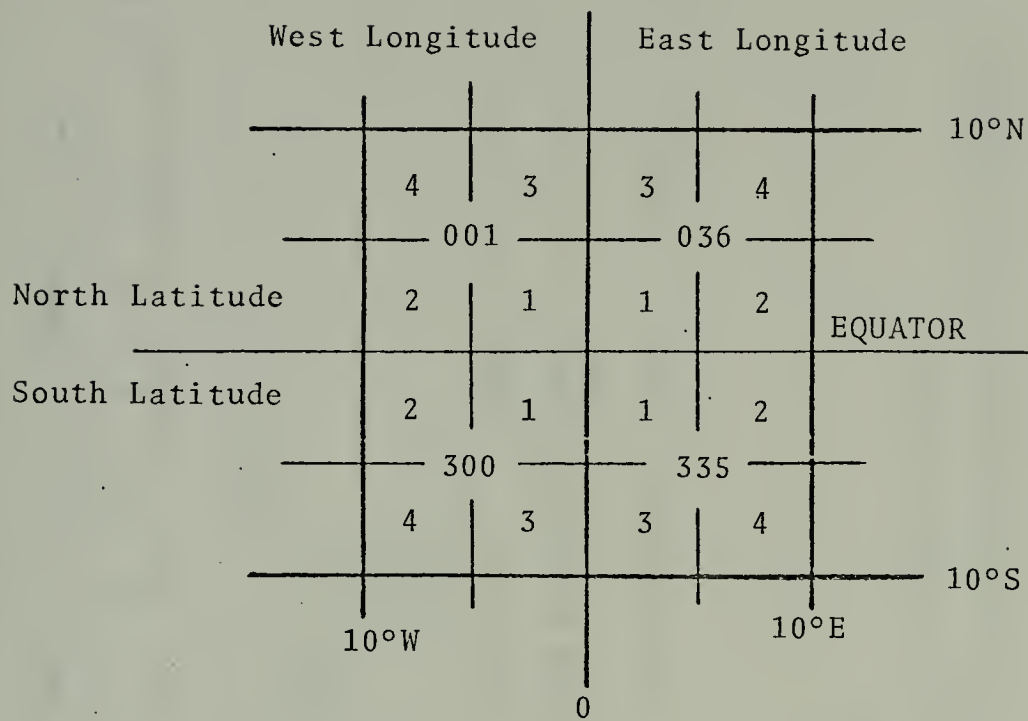 West Longitude East Longitude
10°N
4 3 3 4
001 036
North Latitude 2 1 1 2
EQUATOR
South Latitude 2 1 1 2
300 335
4 3 3 4
10°S
10°W 10°E
0